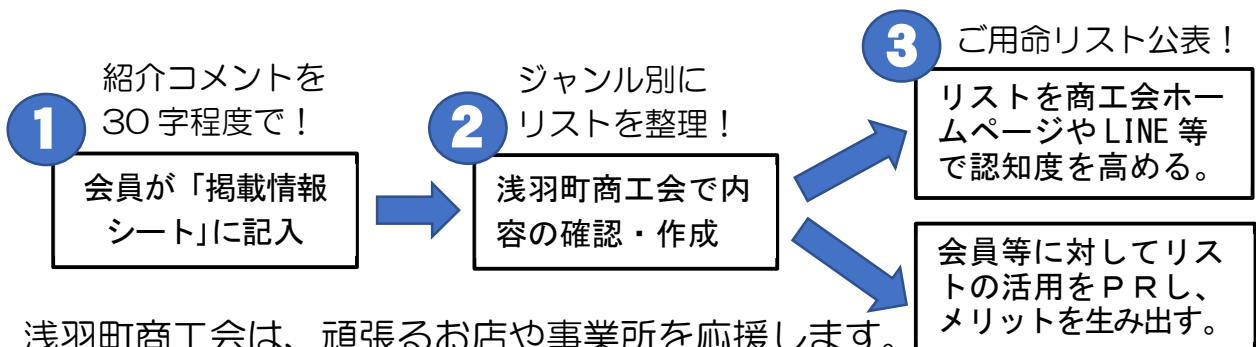 1
紹介コメントを
30字程度で！
会員が「掲載情報
シート」に記入
2
ジャンル別に
リストを整理！
浅羽町商工会で内
容の確認・作成
3
ご用命リスト公表！
リストを商工会ホー
ムページやLINE等
で認知度を高める。
会員等に対してリス
トの活用をＰＲし、
メリットを生み出す。
浅羽町商工会は、頑張るお店や事業所を応援します。